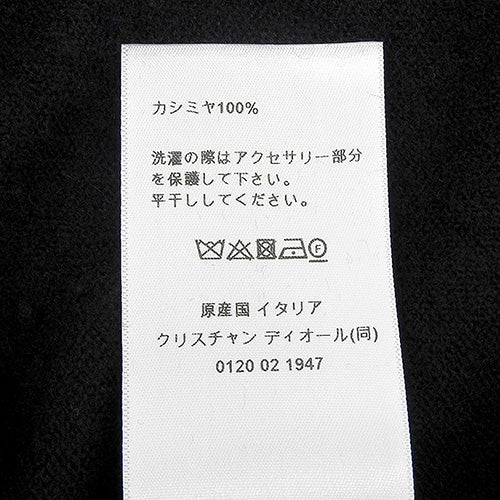 カシミヤ100%
洗濯の際はアクセサリー部分
を保護して下さい。
平干ししてください。
F
原産国 イタリア
クリスチャン ディオール(同)
0120 02 1947